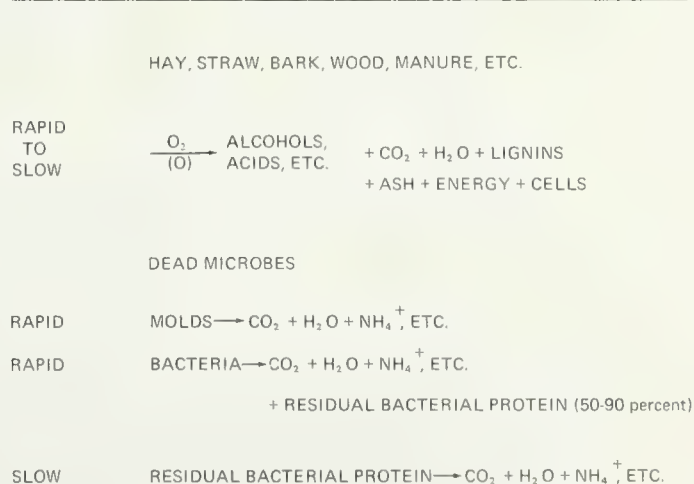 HAY, STRAW, BARK, WOOD, MANURE, ETC.
RAPID
TO
SLOW
O₂
(O)
→ ALCOHOLS,
ACIDS, ETC.
+ CO₂ + H₂O + LIGNINS
+ ASH + ENERGY + CELLS
DEAD MICROBES
RAPID MOLDS→CO₂ + H₂O + NH₄⁺, ETC.
RAPID BACTERIA→CO₂ + H₂O + NH₄⁺, ETC.
+ RESIDUAL BACTERIAL PROTEIN (50-90 percent)
SLOW RESIDUAL BACTERIAL PROTEIN→CO₂ + H₂O + NH₄⁺, ETC.